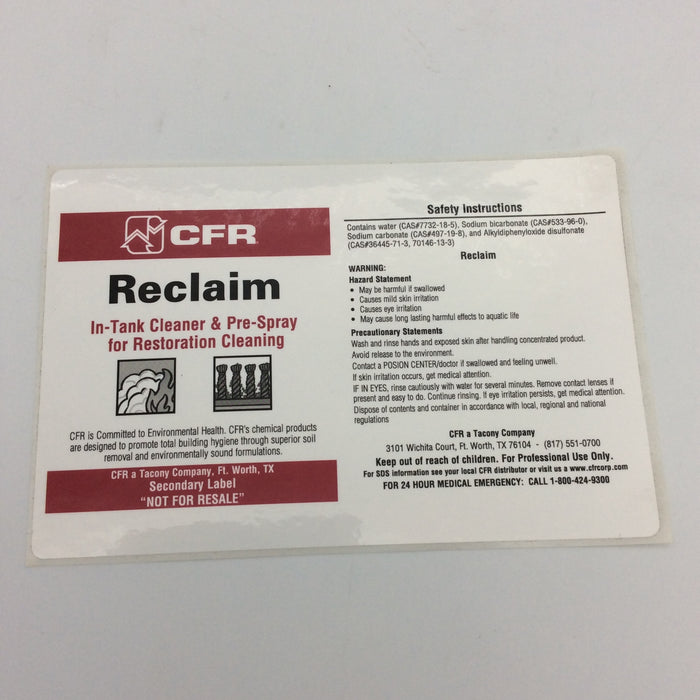 CFR
Reclaim
In-Tank Cleaner & Pre-Spray
for Restoration Cleaning
CFR is Committed to Environmental Health. CFR's chemical products
are designed to promote total building hygiene through superior soil
removal and environmentally sound formulations.
CFR a Tacony Company, Ft. Worth, TX
Secondary Label
"NOT FOR RESALE"
Safety Instructions
Contains water (CAS#7732-18-5), Sodium bicarbonate (CAS#533-96-0),
Sodium carbonate (CAS#497-19-8), and Alkyldiphenyloxide disulfonate
(CAS#36445-71-3, 70146-13-3)
Reclaim
WARNING:
Hazard Statement
• May be harmful if swallowed
• Causes mild skin irritation
• Causes eye irritation
• May cause long lasting harmful effects to aquatic life
Precautionary Statements
Wash and rinse hands and exposed skin after handling concentrated product.
Avoid release to the environment.
Contact a POSION CENTER/doctor if swallowed and feeling unwell.
If skin irritation occurs, get medical attention.
IF IN EYES, rinse cautiously with water for several minutes. Remove contact lenses if
present and easy to do. Continue rinsing. If eye irritation persists, get medical attention.
Dispose of contents and container in accordance with local, regional and national
regulations
CFR a Tacony Company
3101 Wichita Court, Ft. Worth, TX 76104 - (817) 551-0700
Keep out of reach of children. For Professional Use Only.
For SDS information see your local CFR distributor or visit us a www.cfrcorp.com
FOR 24 HOUR MEDICAL EMERGENCY: CALL 1-800-424-9300